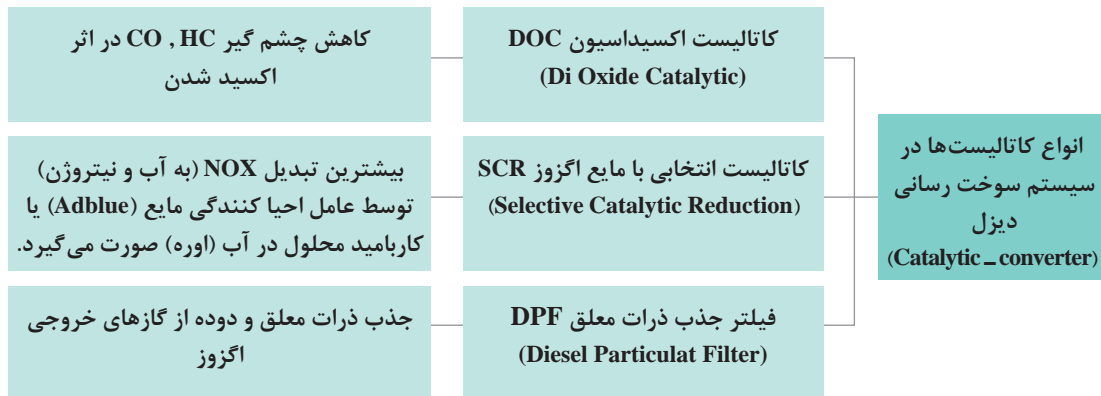 انواع کاتالیست‌ها در
سیستم سوخت رسانی
دیزل
(Catalytic – converter)
کاتالیست اکسیداسیون DOC
(Di Oxide Catalytic)
کاهش چشم گیر CO , HC در اثر
اکسید شدن
کاتالیست انتخابی با مایع اگزوز SCR
(Selective Catalytic Reduction)
بیشترین تبدیل NOX (به آب و نیتروژن)
توسط عامل احیا کنندگی مایع (Adblue) یا
کاربامید محلول در آب (اوره) صورت می‌گیرد.
فیلتر جذب ذرات معلق DPF
(Diesel Particulat Filter)
جذب ذرات معلق و دوده از گازهای خروجی
اگزوز